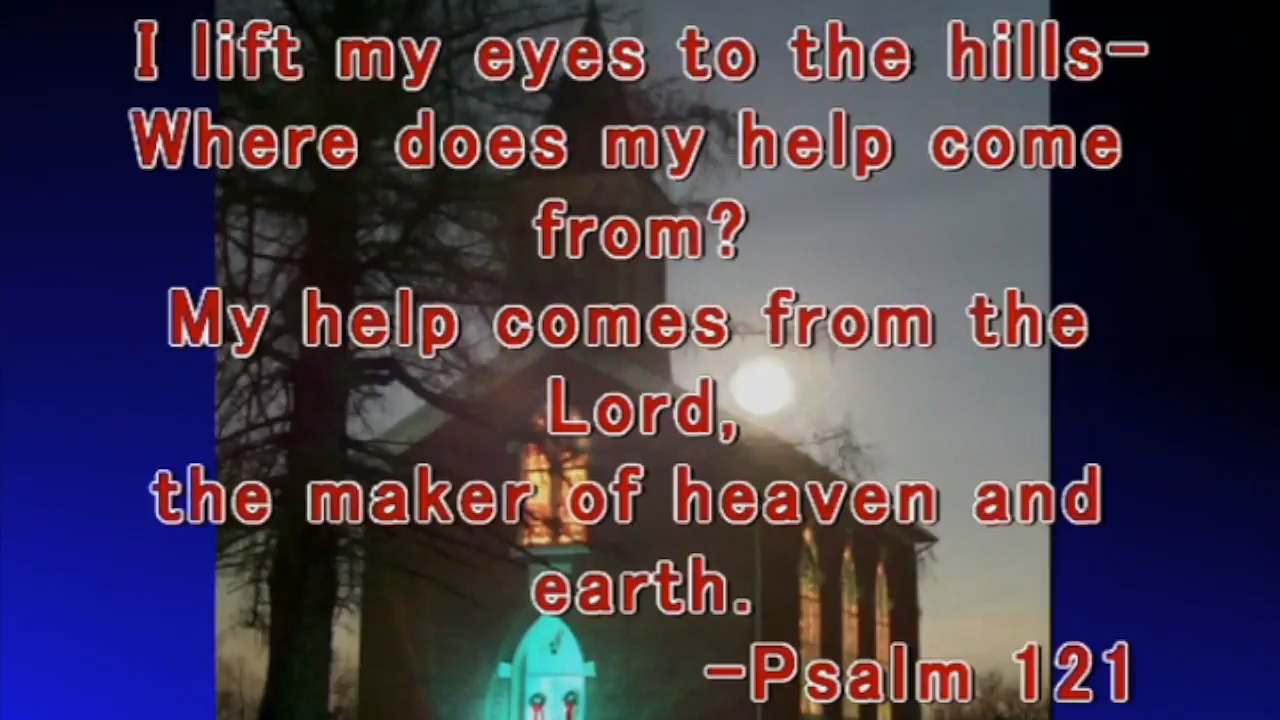 I lift my eyes to the hills-
Where does my help come
from?
My help comes from the
Lord,
the maker of heaven and
earth.
-Psalm 121